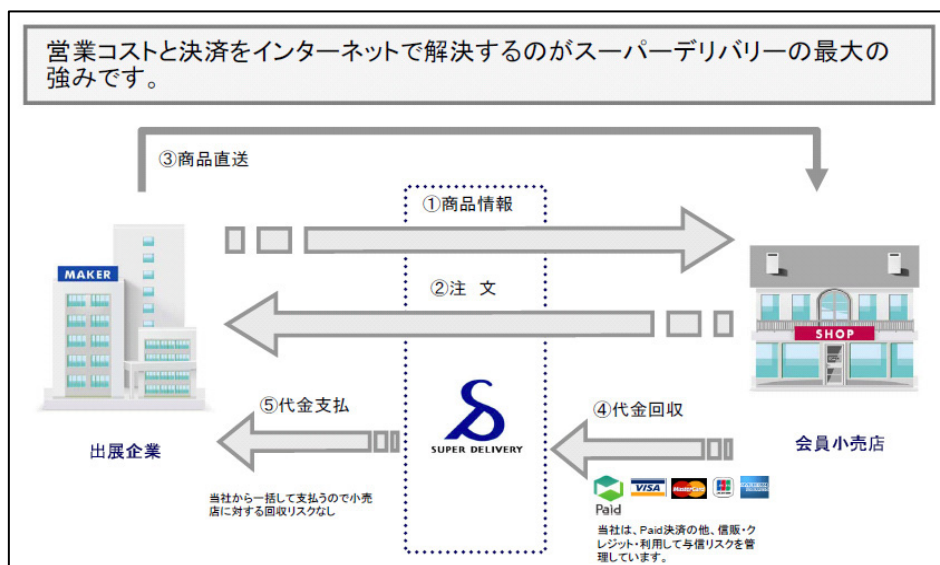 営業コストと決済をインターネットで解決するのがスーパーデリバリーの最大の
強みです。
③商品直送
①商品情報
MAKER
②注 文
SHOP
⑤代金支払
④代金回収
出展企業
SUPER DELIVERY
会員小売店
当社から一括して支払うので小売
店に対する回収リスクなし
Paid
VISA
MasterCard
JCB
AMERICAN EXPRESS
当社は、Paid決済の他、信販・ク
レジット・利用して与信リスクを管
理しています。